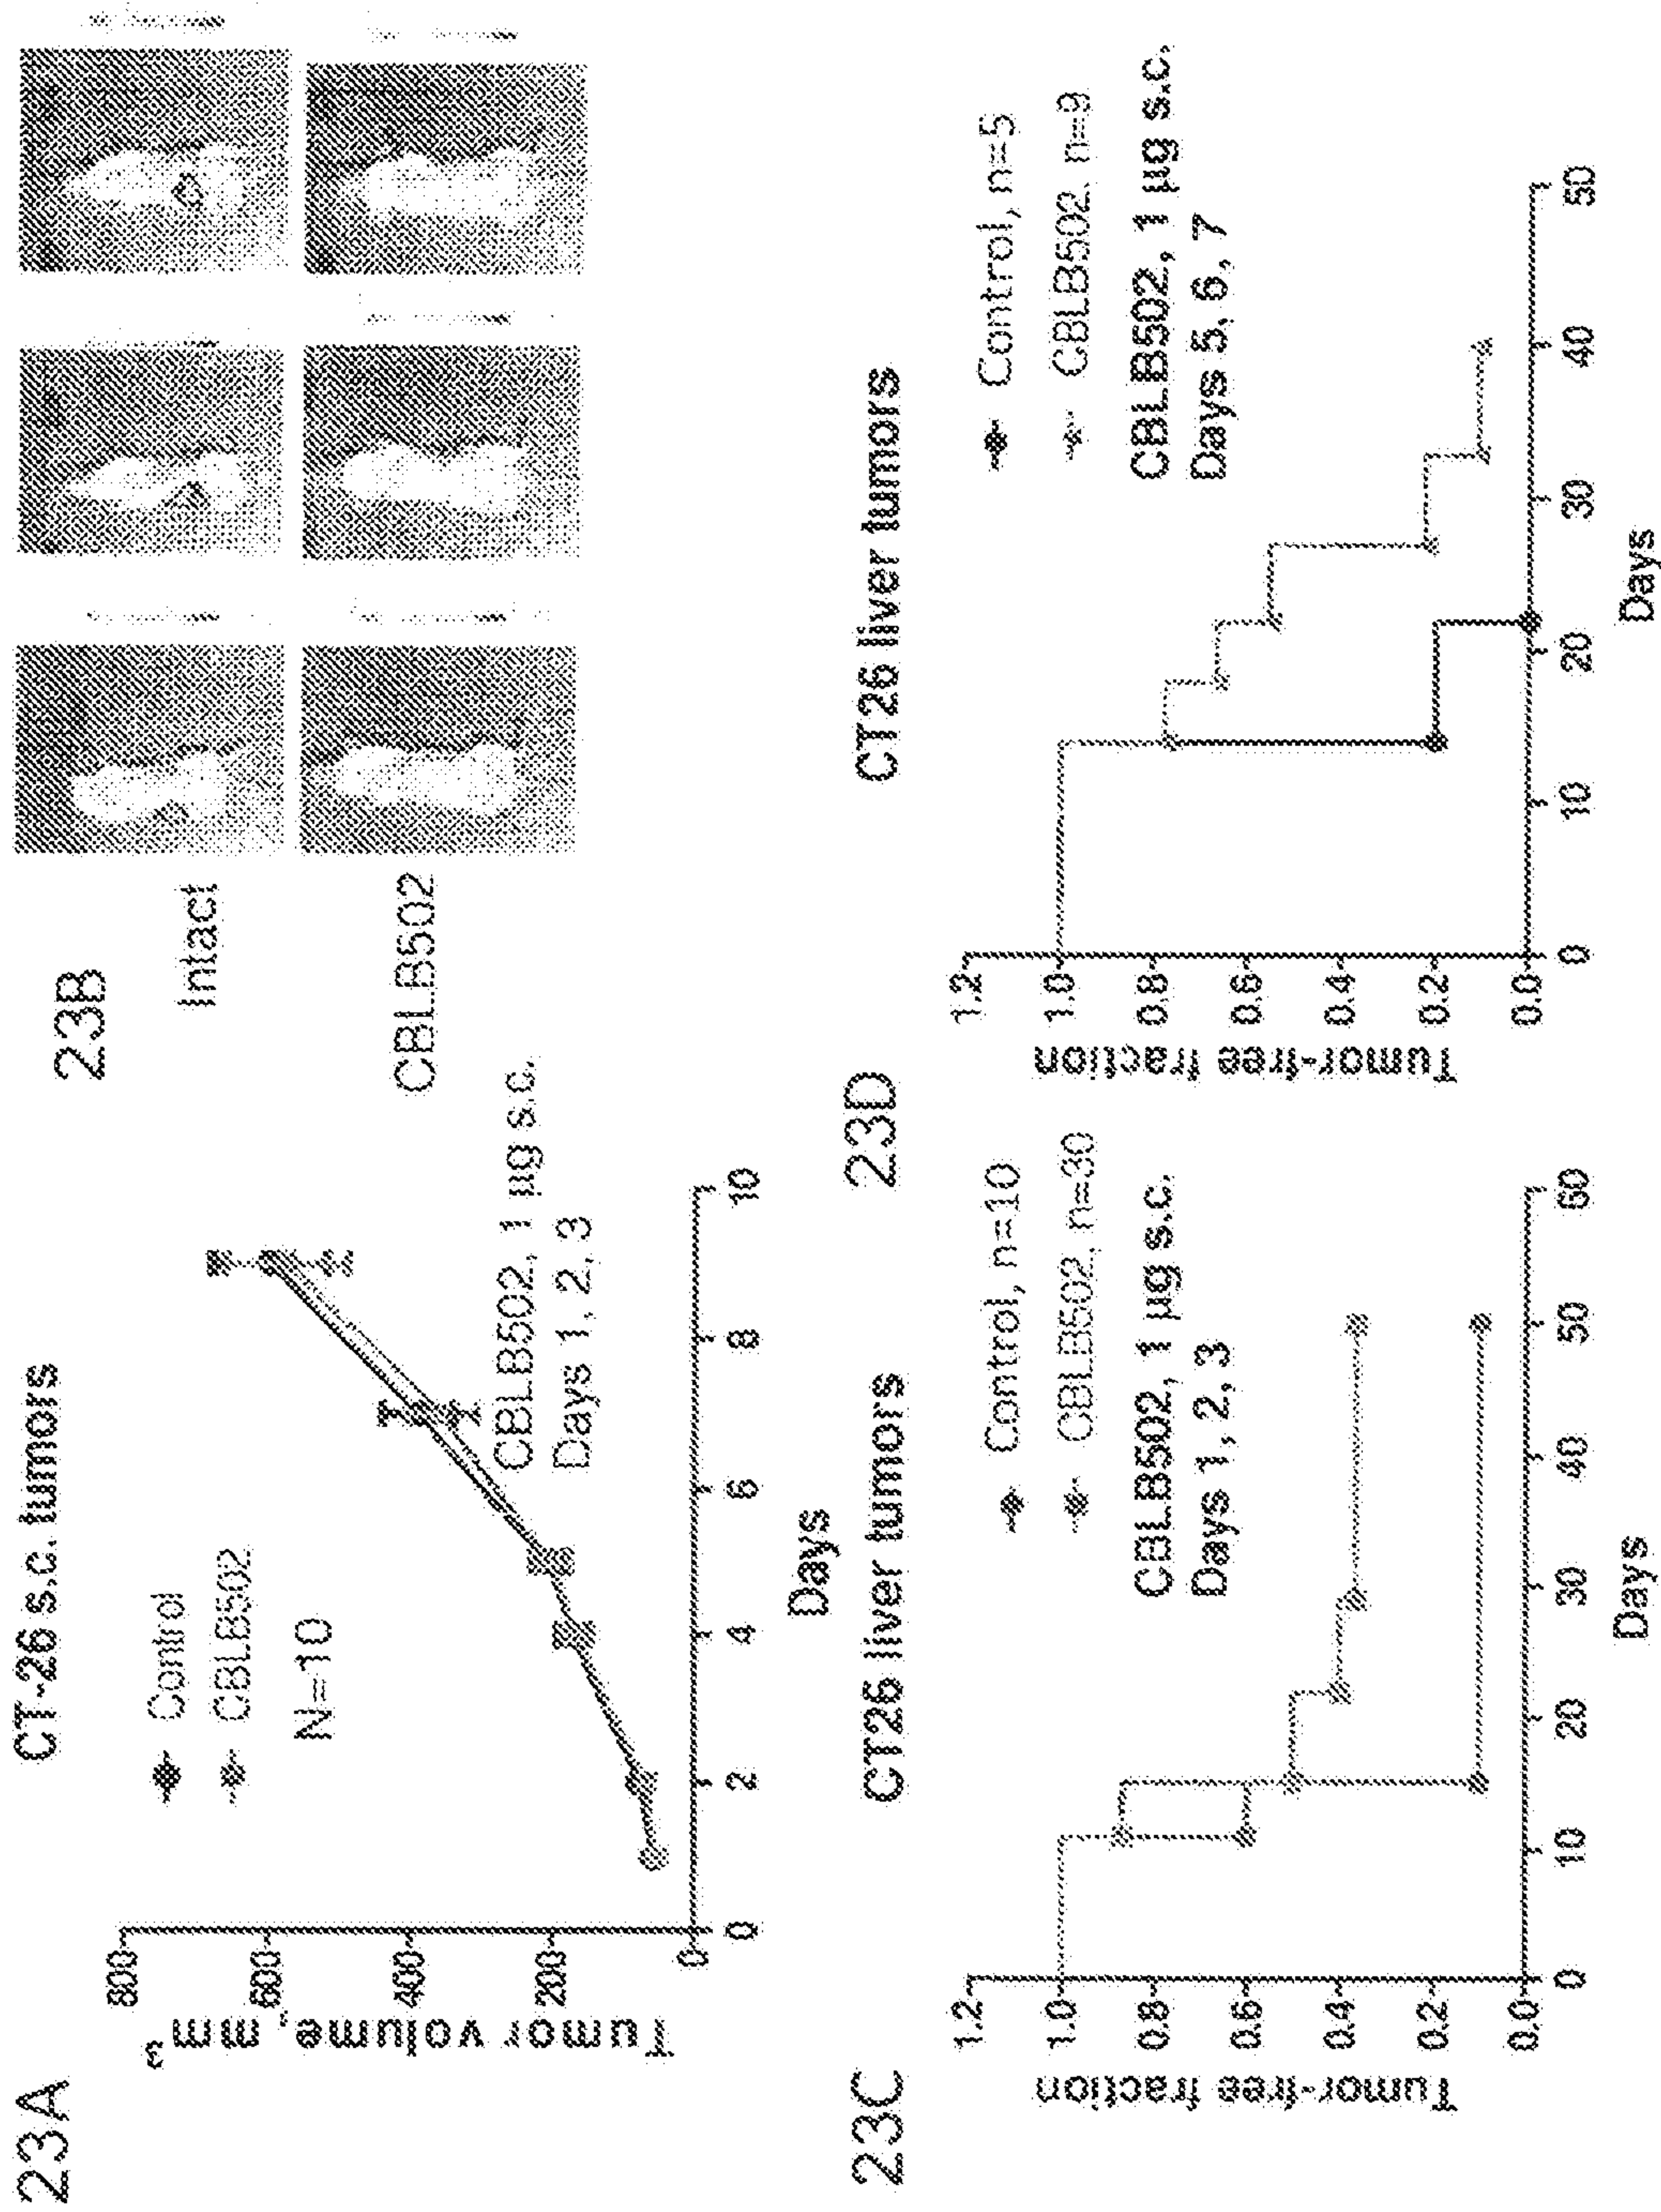 23A
CT-26 s.c. tumors
Control
CBLB502
N=10
Tumor volume, mm3
800
600
400
200
0
0 2 4 6 8 10
Days
CBLB502, 1 µg s.c.
Days 1, 2, 3
23B
Intact
CBLB502
23C
CT26 liver tumors
Control, n=10
CBLB502, n=30
CBLB502, 1 µg s.c.
Days 1, 2, 3
Tumor-free fraction
1.2
1.0
0.8
0.6
0.4
0.2
0.0
0 10 20 30 40 50 60
Days
23D
CT26 liver tumors
Control, n=5
CBLB502, n=9
CBLB502, 1 µg s.c.
Days 5, 6, 7
Tumor-free fraction
1.2
1.0
0.8
0.6
0.4
0.2
0.0
0 10 20 30 40 50
Days